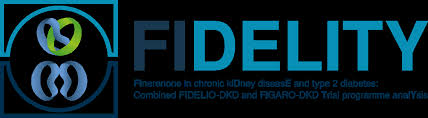 FIDELITY
FInerenone in chronic kiDney diseasE and type 2 diabetes:
Combined FIDELIO-DKD and FIGARO-DKD Trial programme analYsis